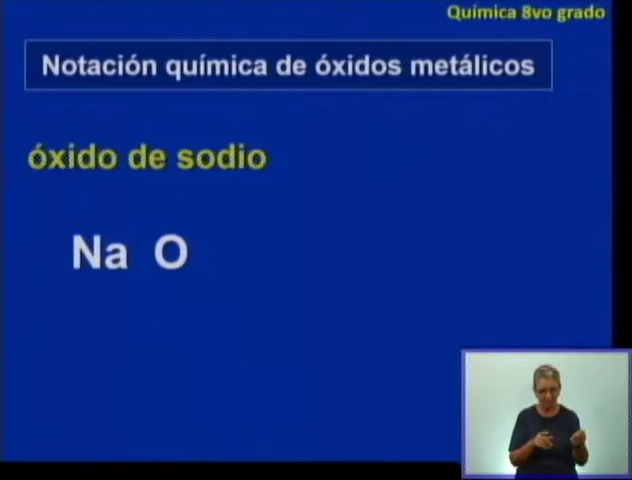 Química 8vo grado
Notación química de óxidos metálicos
óxido de sodio
Na O